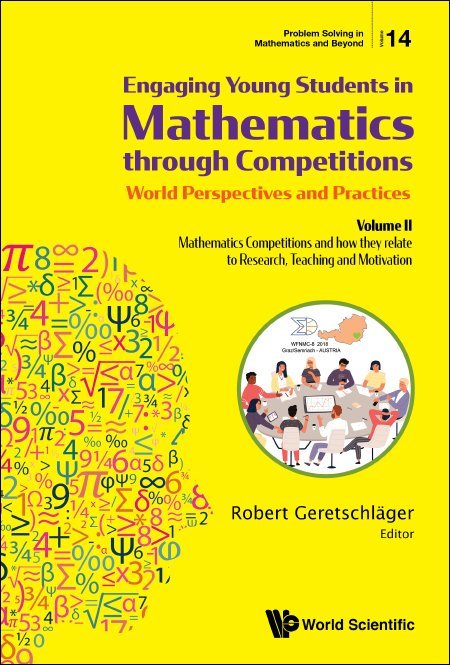 Problem Solving in
Mathematics and Beyond
Volume 14
Engaging Young Students in
Mathematics
through Competitions
World Perspectives and Practices
Volume II
Mathematics Competitions and how they relate
to Research, Teaching and Motivation
WFNMC-8 2018
Graz/Semriach - AUSTRIA
Robert Geretschläger
Editor
World Scientific